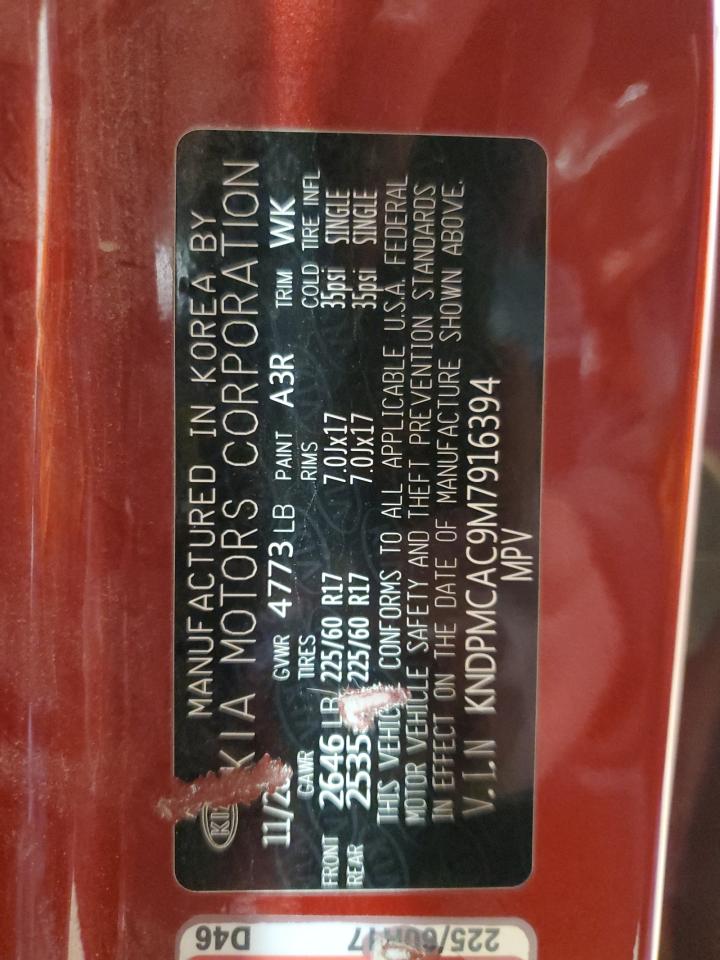 MANUFACTURED IN KOREA BY
KIA MOTORS CORPORATION
GVWR 4773 LB PAINT A3R TRIM WK
GAWR TIRES RIMS COLD TIRE INFL
FRONT 2646 LB 225/60 R17 7.0Jx17 35psi SINGLE
REAR 2535 225/60 R17 7.0Jx17 35psi SINGLE
THIS CONFORMS TO ALL APPLICABLE U.S.A. FEDERAL
MOTOR VEHICLE SAFETY AND THEFT PREVENTION STANDARDS
IN EFFECT ON THE DATE OF MANUFACTURE SHOWN ABOVE.
V.I.N KNDPMCAC9M7916394
MPV
D46